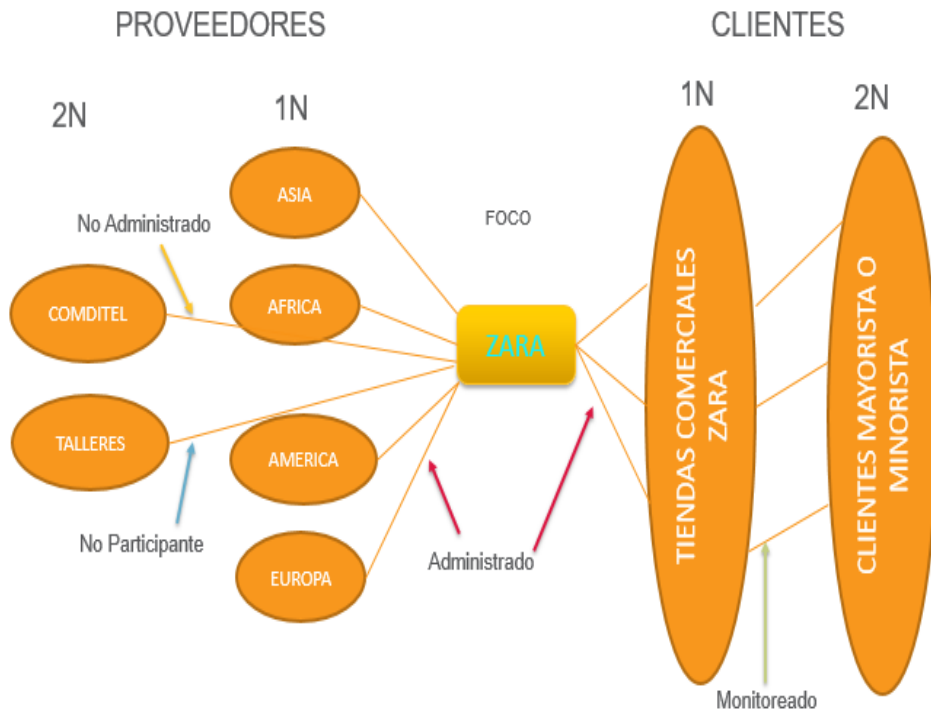 PROVEEDORES
CLIENTES
2N
1N
1N
2N
ASIA
No Administrado
FOCO
COMDITEL
AFRICA
ZARA
TALLERES
AMERICA
No Participante
EUROPA
Administrado
TIENDAS COMERCIALES
ZARA
CLIENTES MAYORISTA O
MINORISTA
Monitoreado